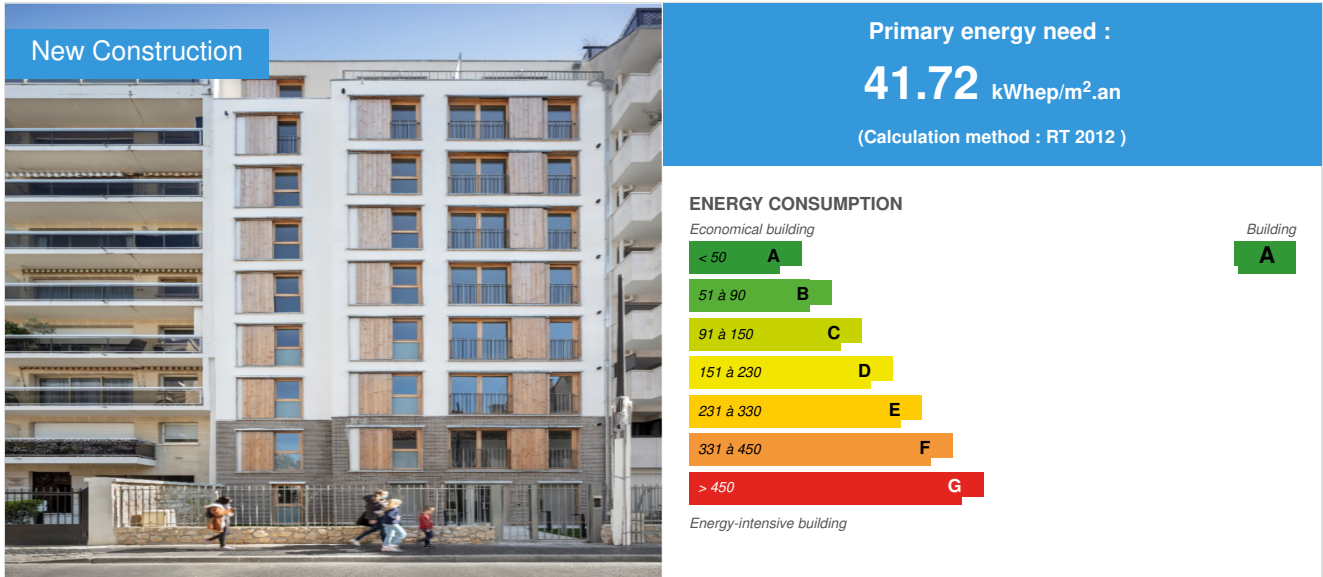 New Construction
Primary energy need :
41.72 kWhep/m².an
(Calculation method : RT 2012 )
ENERGY CONSUMPTION
Economical building
Building
< 50 A
A
51 à 90 B
91 à 150 C
151 à 230 D
231 à 330 E
331 à 450 F
> 450 G
Energy-intensive building